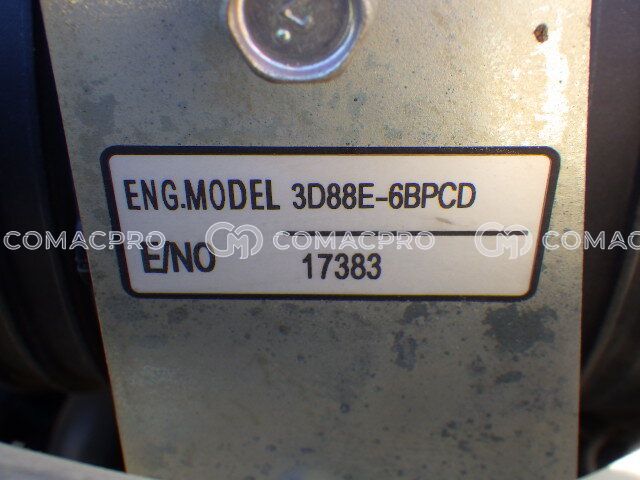 ENG.MODEL 3D88E-6BPCD
COMACPRO COMACPRO COMACPRO
E/NO 17383